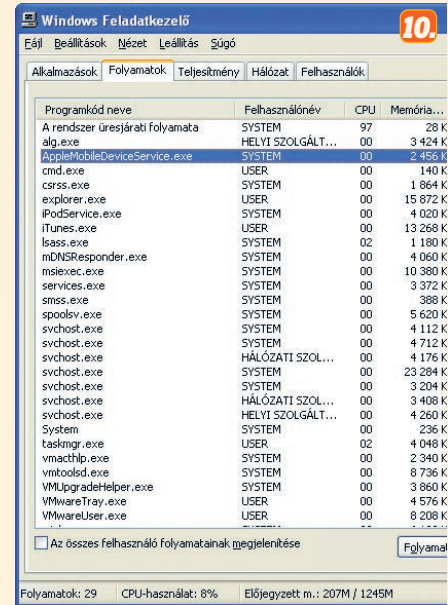 Windows Feladatkezelő
10.
Fájl Beállítások Nézet Leállítás Súgó
Alkalmazások Folyamatok Teljesítmény Hálózat Felhasználók
Programkód neve Felhasználónév CPU Memória...
A rendszer üresjárati folyamata SYSTEM 97 28 K
alg.exe HELYI SZOLGÁLT... 00 3 424 K
AppleMobileDeviceService.exe SYSTEM 00 2 456 K
cmd.exe USER 00 140 K
csrss.exe SYSTEM 00 1 864 K
explorer.exe USER 00 15 872 K
iPodService.exe SYSTEM 00 4 020 K
iTunes.exe USER 00 13 268 K
lsass.exe SYSTEM 02 1 180 K
mDNSResponder.exe SYSTEM 00 4 060 K
msiexec.exe SYSTEM 00 10 380 K
services.exe SYSTEM 00 3 372 K
smss.exe SYSTEM 00 388 K
spoolsv.exe SYSTEM 00 5 620 K
svchost.exe SYSTEM 00 4 112 K
svchost.exe SYSTEM 00 4 712 K
svchost.exe HÁLÓZATI SZOL... 00 4 176 K
svchost.exe SYSTEM 00 23 284 K
svchost.exe SYSTEM 00 3 204 K
svchost.exe HÁLÓZATI SZOL... 00 3 408 K
svchost.exe HELYI SZOLGÁLT... 00 4 260 K
System SYSTEM 00 236 K
taskmgr.exe USER 02 4 048 K
vmacthlp.exe SYSTEM 00 2 340 K
vmtoolsd.exe SYSTEM 00 8 736 K
VMUpgradeHelper.exe SYSTEM 00 3 860 K
VMwareTray.exe USER 00 4 576 K
VMwareUser.exe USER 00 8 208 K
Az összes felhasználó folyamatainak megjelenítése Folyamat
Folyamatok: 29 CPU-használat: 8% Előjegyzett m.: 207M / 1245M